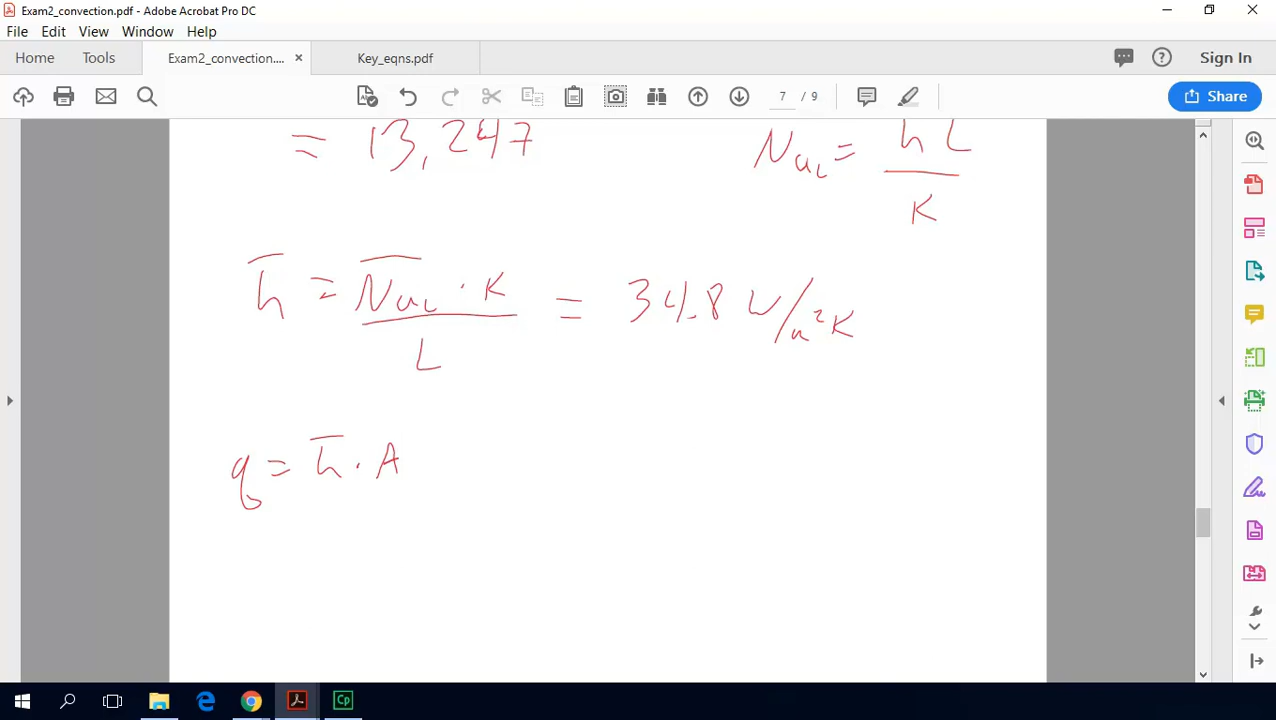 Exam2_convection.pdf - Adobe Acrobat Pro DC
File Edit View Window Help
Home Tools Exam2_convection.... × Key_eqns.pdf Sign In
7 / 9 Share
= 13,247
Nu_L = h L / K
h̄ = N̄u_L · K / L = 34.8 W/m²K
q = h̄ · A
Cp